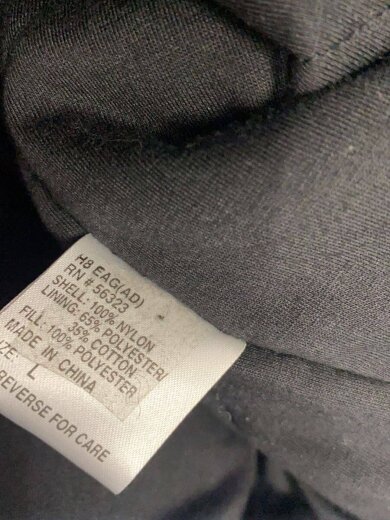 H8 EAG(AD)
RN # 56323
SHELL: 100% NYLON
LINING: 65% POLYESTER/
35% COTTON
FILL: 100% POLYESTER
MADE IN CHINA
ZE: L
REVERSE FOR CARE